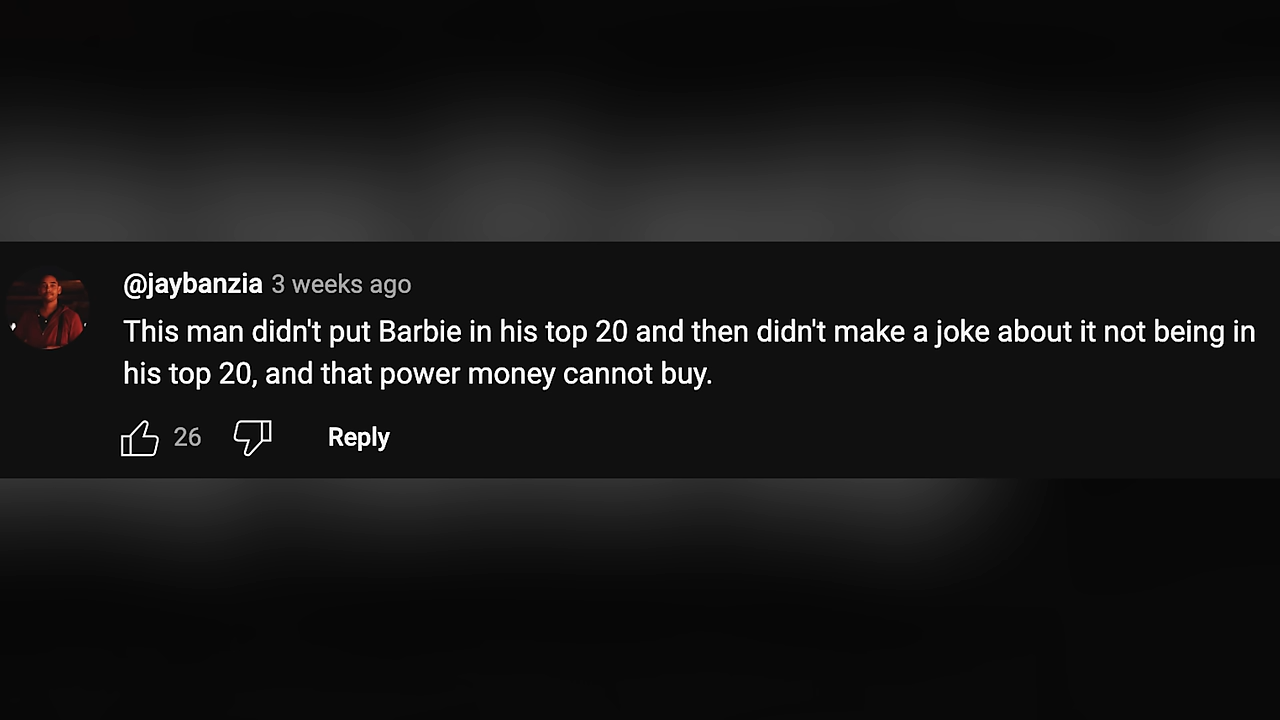 @jaybanzia 3 weeks ago
This man didn't put Barbie in his top 20 and then didn't make a joke about it not being in
his top 20, and that power money cannot buy.
26 Reply